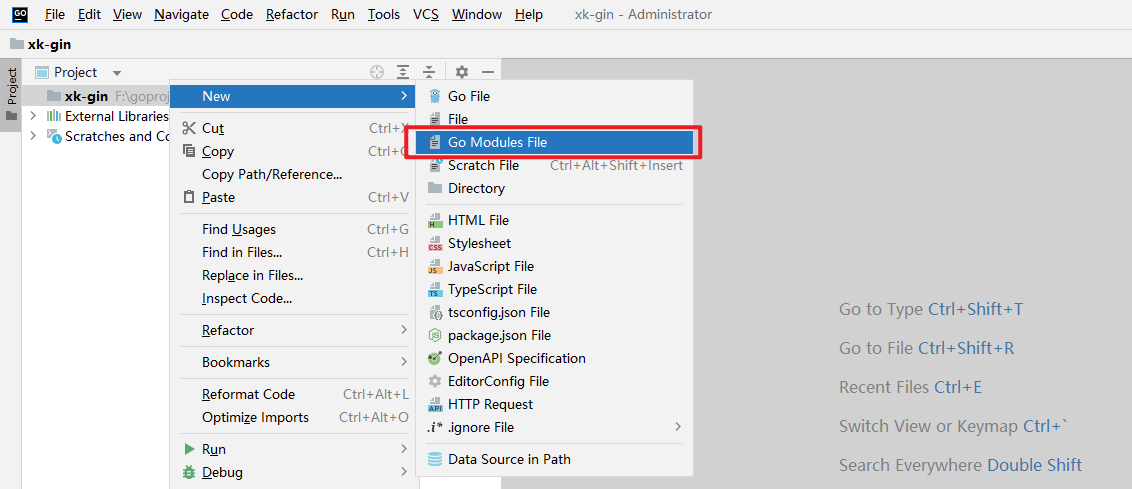 GO File Edit View Navigate Code Refactor Run Tools VCS Window Help xk-gin - Administrator
xk-gin
Project
Project
xk-gin F:\goproj
External Libraries
Scratches and Co
New
Cut Ctrl+X
Copy
Copy Path/Reference...
Paste Ctrl+V
Find Usages Ctrl+G
Find in Files... Ctrl+H
Replace in Files...
Inspect Code...
Refactor
Bookmarks
Reformat Code Ctrl+Alt+L
Optimize Imports Ctrl+Alt+O
Run
Debug
Go File
File
Go Modules File
Scratch File Ctrl+Alt+Shift+Insert
Directory
HTML File
Stylesheet
JavaScript File
TypeScript File
tsconfig.json File
package.json File
OpenAPI Specification
EditorConfig File
HTTP Request
.i* .ignore File
Data Source in Path
Go to Type Ctrl+Shift+T
Go to File Ctrl+Shift+R
Recent Files Ctrl+E
Switch View or Keymap Ctrl+`
Search Everywhere Double Shift